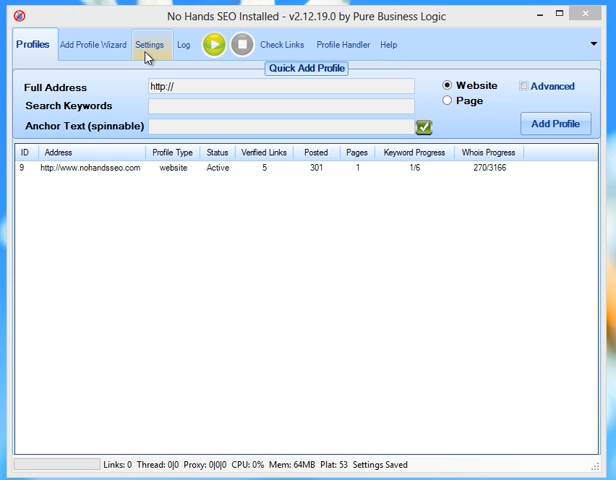 No Hands SEO Installed - v2.12.19.0 by Pure Business Logic
Profiles Add Profile Wizard Settings Log Check Links Profile Handler Help
Quick Add Profile
Full Address http:// Website Advanced
Search Keywords Page
Anchor Text (spinnable) Add Profile
ID Address Profile Type Status Verified Links Posted Pages Keyword Progress Whois Progress
9 http://www.nohandsseo.com website Active 5 301 1 1/6 270/3166
Links: 0 Thread: 0|0 Proxy: 0|0|0 CPU: 0% Mem: 64MB Plat: 53 Settings Saved